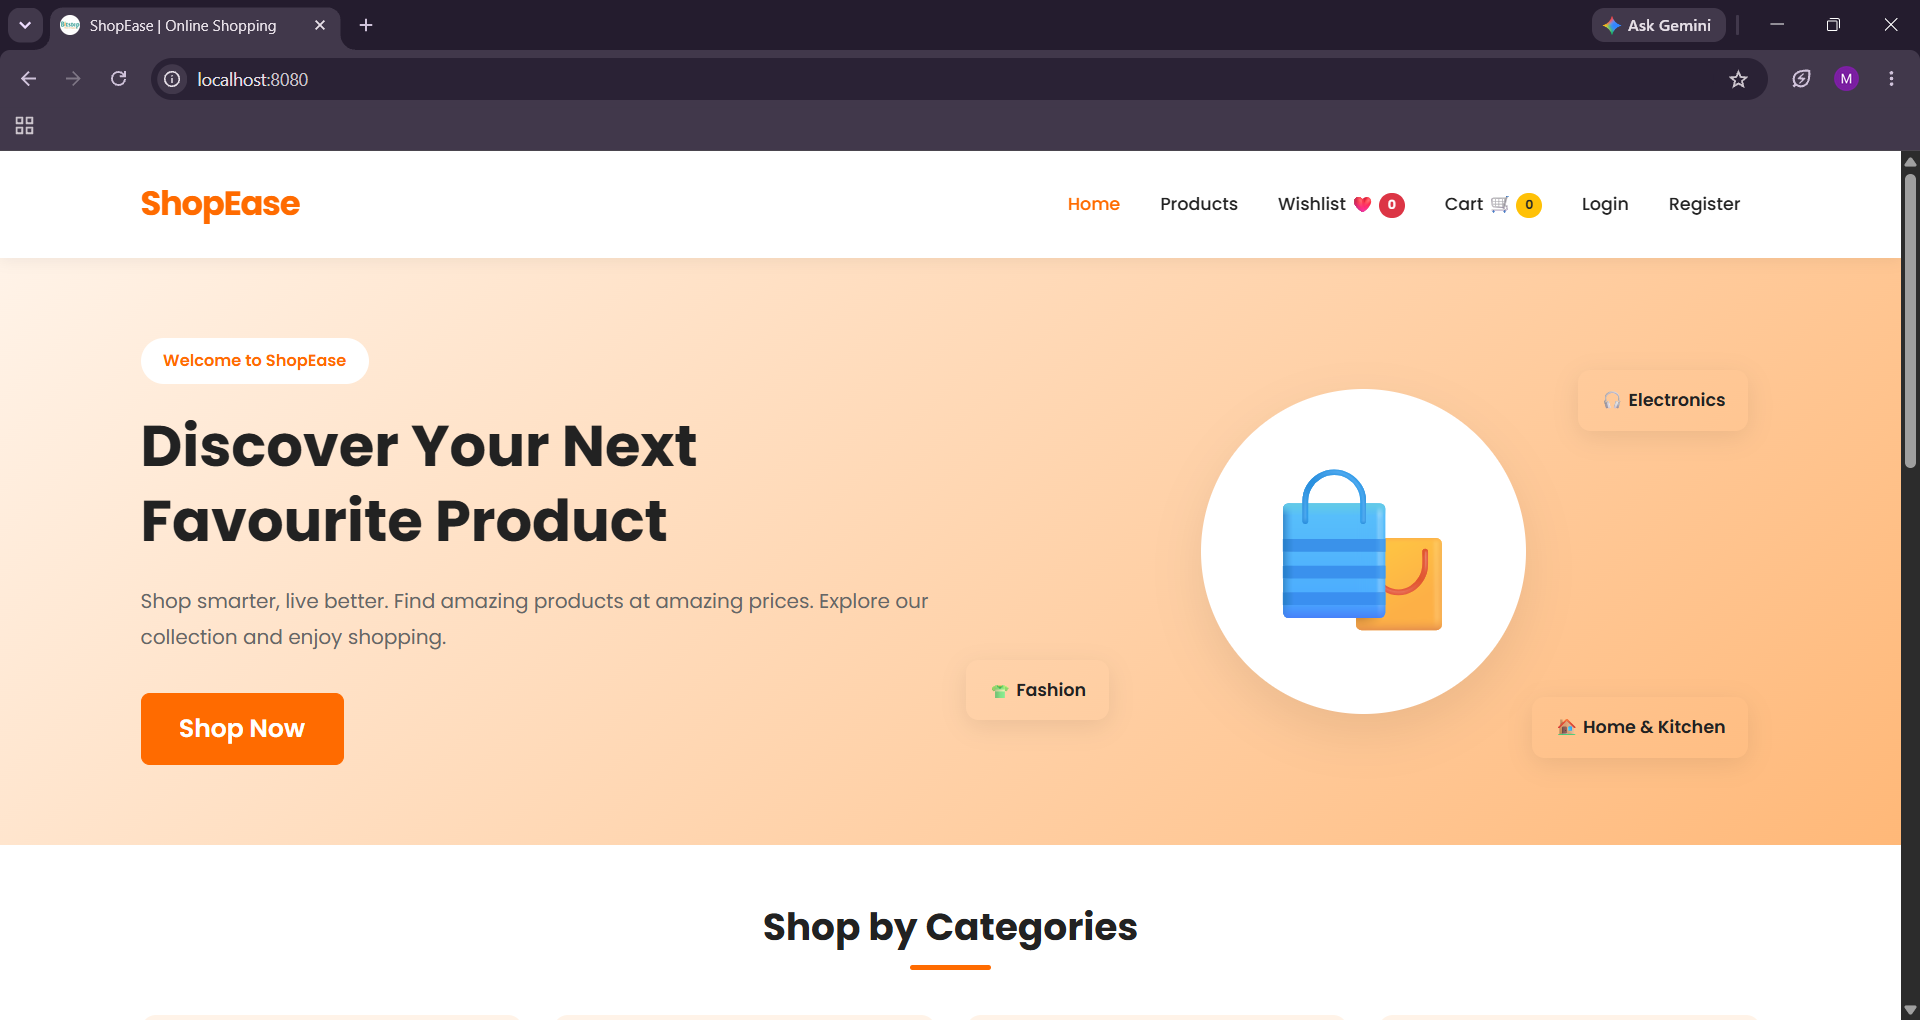 ShopEase | Online Shopping
Ask Gemini
localhost:8080
M
ShopEase
Home
Products
Wishlist 0
Cart 0
Login
Register
Welcome to ShopEase
Discover Your Next
Favourite Product
Shop smarter, live better. Find amazing products at amazing prices. Explore our
collection and enjoy shopping.
Shop Now
Electronics
Fashion
Home & Kitchen
Shop by Categories